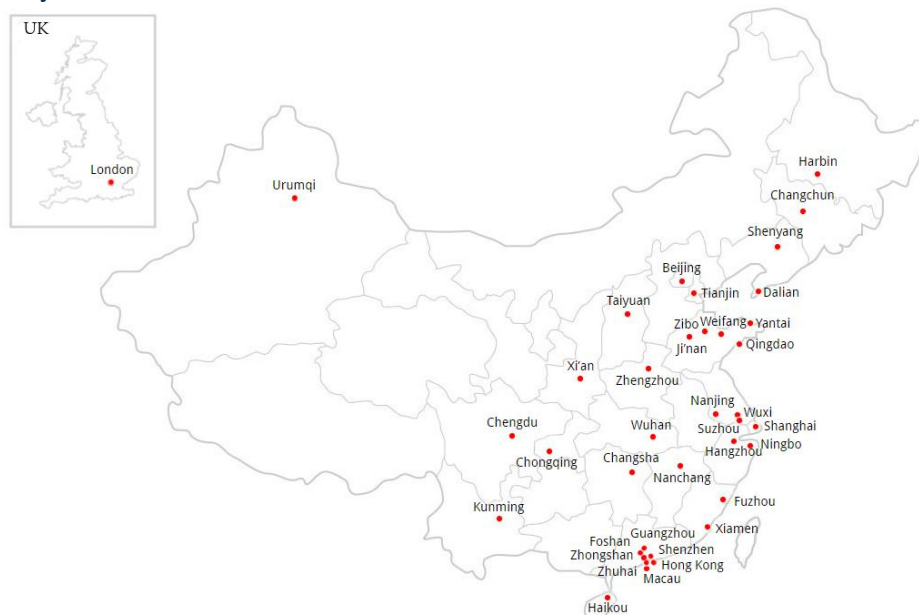 UK
London
Urumqi
Harbin
Changchun
Shenyang
Beijing
Tianjin
Dalian
Taiyuan
Zibo
Weifang
Yantai
Ji'nan
Qingdao
Xi'an
Zhengzhou
Nanjing
Wuxi
Chengdu
Wuhan
Suzhou
Shanghai
Chongqing
Changsha
Hangzhou
Ningbo
Nanchang
Kunming
Fuzhou
Guangzhou
Xiamen
Foshan
Shenzhen
Zhongshan
Hong Kong
Zhuhai
Macau
Haikou